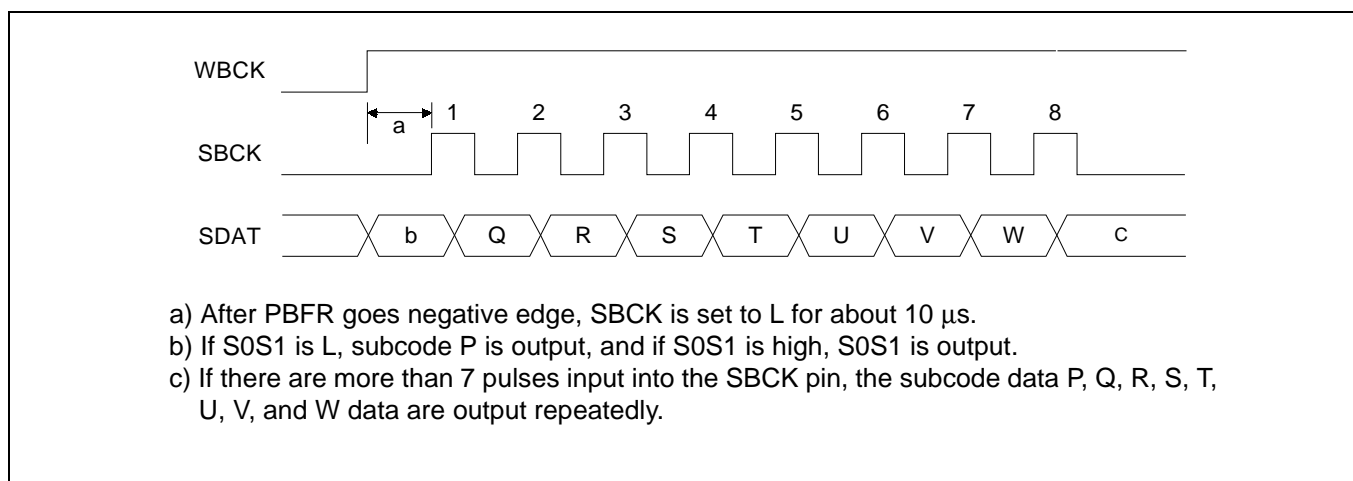 WBCK
a
1 2 3 4 5 6 7 8
SBCK
SDAT
b Q R S T U V W C
a) After PBFR goes negative edge, SBCK is set to L for about 10 μs.
b) If S0S1 is L, subcode P is output, and if S0S1 is high, S0S1 is output.
c) If there are more than 7 pulses input into the SBCK pin, the subcode data P, Q, R, S, T,
U, V, and W data are output repeatedly.